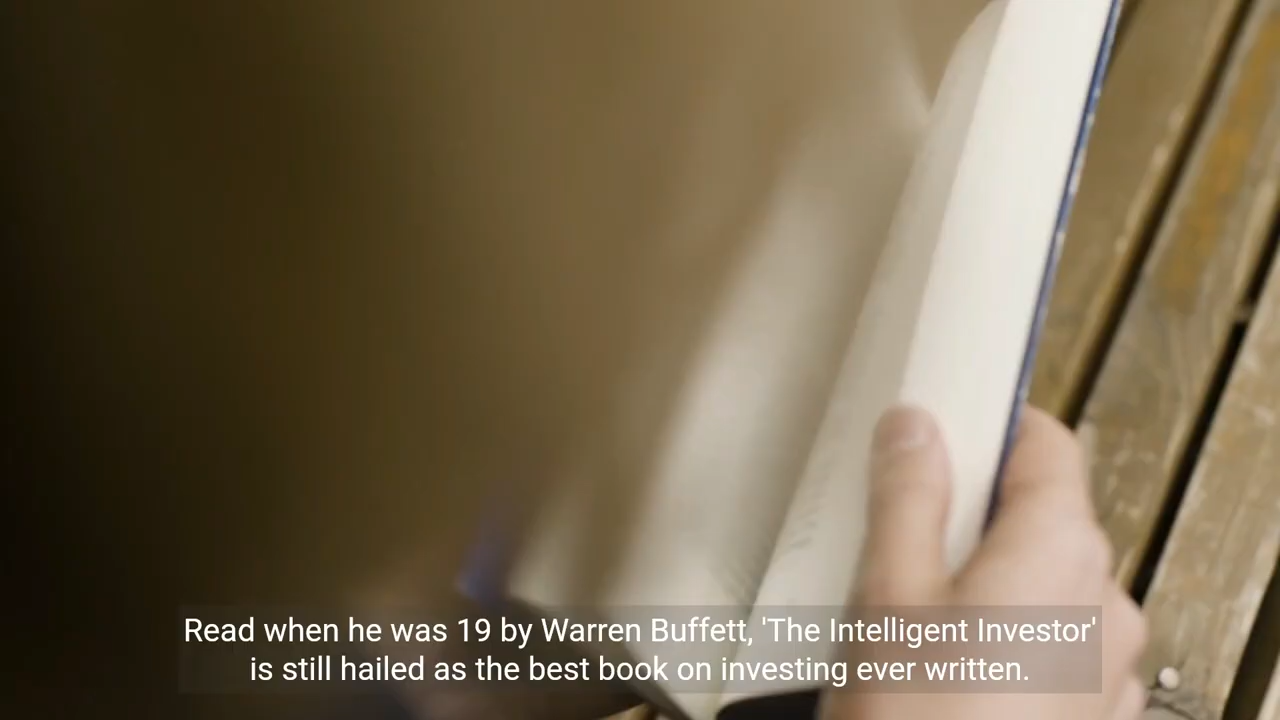 Read when he was 19 by Warren Buffett, 'The Intelligent Investor'
is still hailed as the best book on investing ever written.